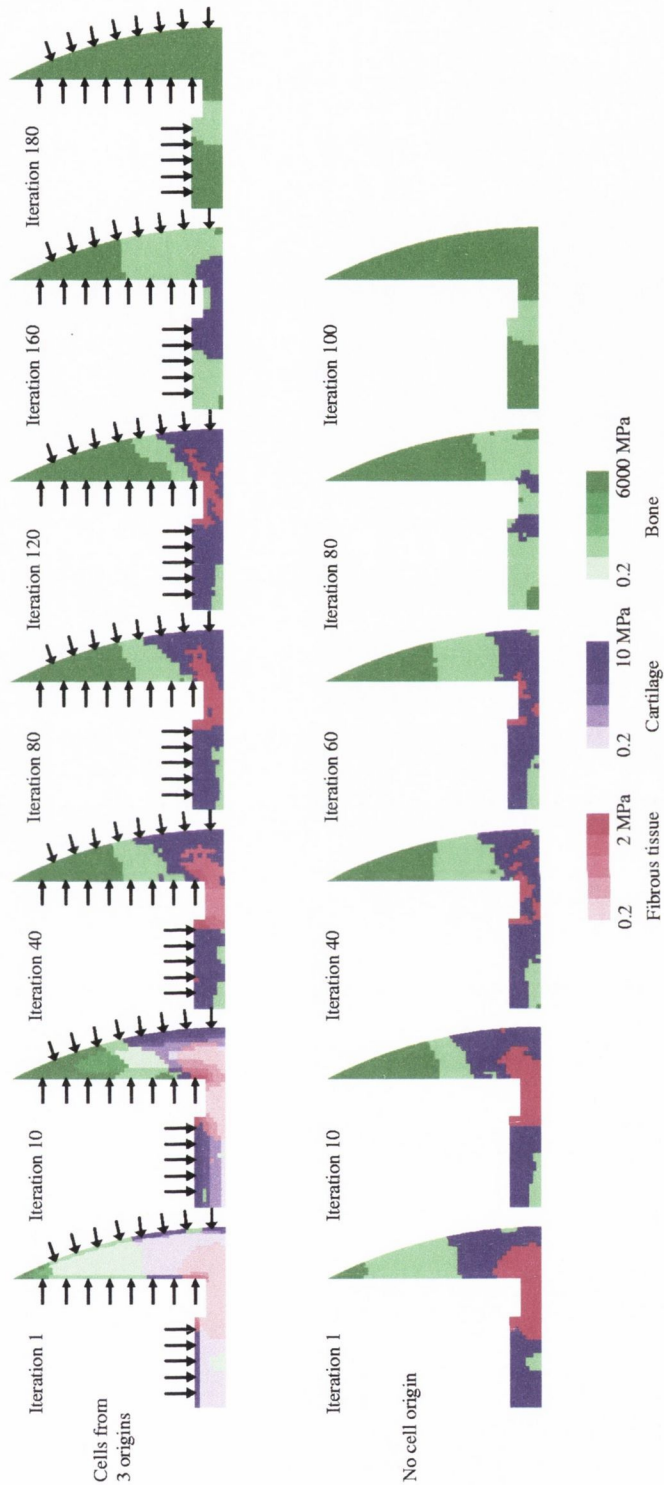 Cells from
3 origins
Iteration 1
Iteration 10
Iteration 40
Iteration 80
Iteration 120
Iteration 160
Iteration 180
No cell origin
Iteration 1
Iteration 10
Iteration 40
Iteration 60
Iteration 80
Iteration 100
0.2 2 MPa
Fibrous tissue
0.2 10 MPa
Cartilage
0.2 6000 MPa
Bone